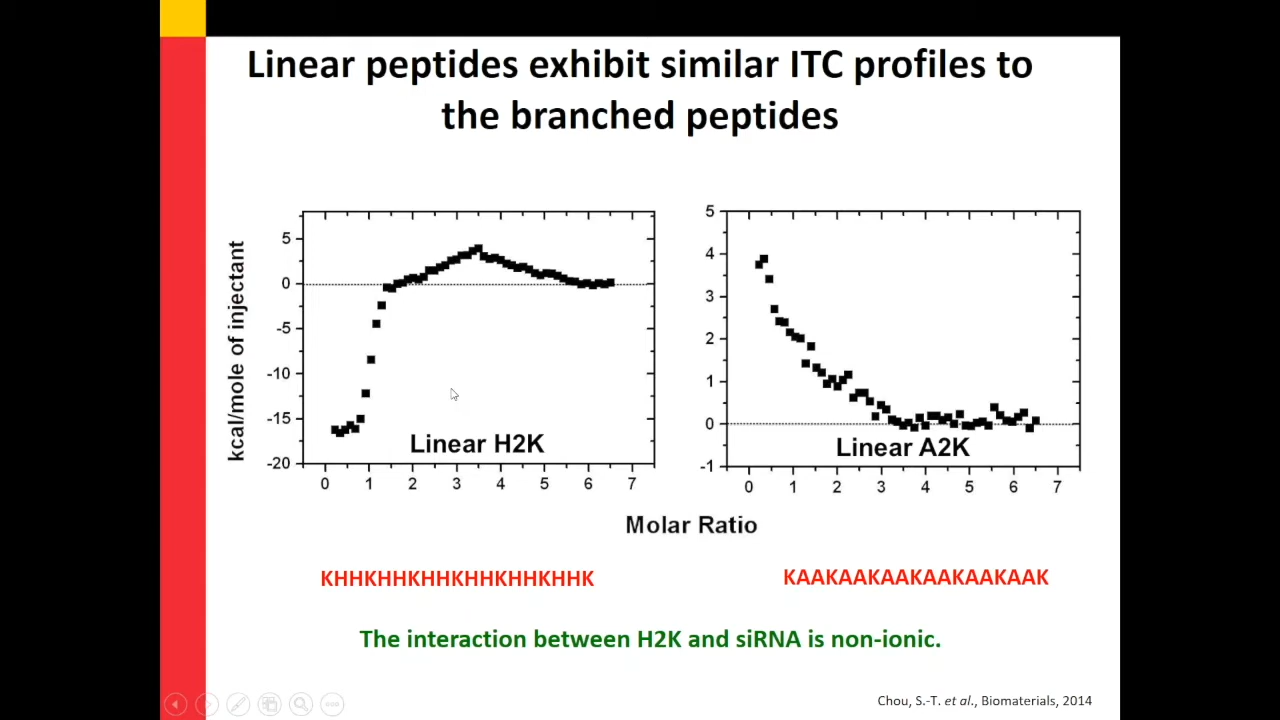 Linear peptides exhibit similar ITC profiles to
the branched peptides
kcal/mole of injectant
5
0
-5
-10
-15
-20
Linear H2K
0 1 2 3 4 5 6 7
5
4
3
2
1
0
-1
Linear A2K
0 1 2 3 4 5 6 7
Molar Ratio
KHHKHHKHHKHHKHHKHHK
KAAKAAKAAKAAKAAKAAK
The interaction between H2K and siRNA is non-ionic.
Chou, S.-T. et al., Biomaterials, 2014